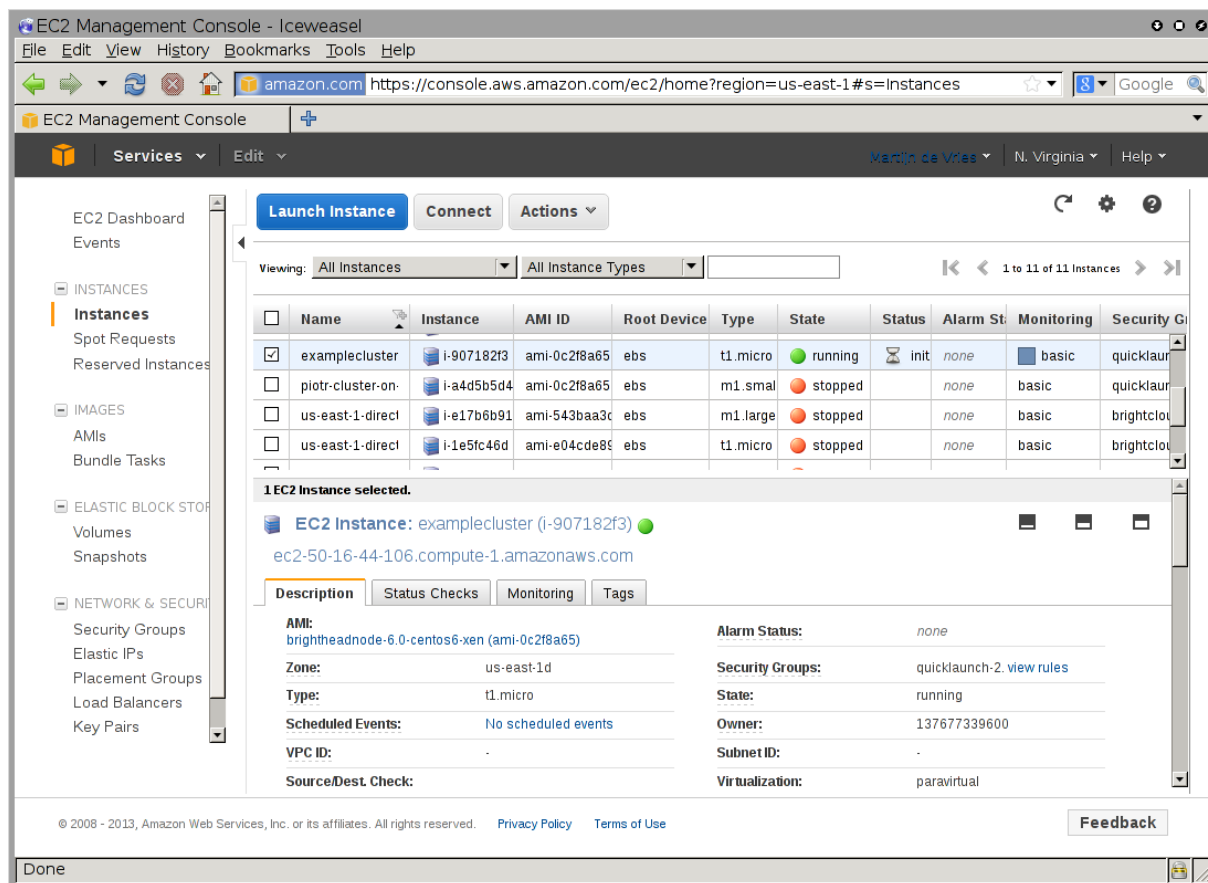 EC2 Management Console - Iceweasel
File Edit View History Bookmarks Tools Help
amazon.com https://console.aws.amazon.com/ec2/home?region=us-east-1#s=Instances Google
EC2 Management Console
Services Edit Martijn de Vries N. Virginia Help
EC2 Dashboard
Events
INSTANCES
Instances
Spot Requests
Reserved Instances
IMAGES
AMIs
Bundle Tasks
ELASTIC BLOCK STOR
Volumes
Snapshots
NETWORK & SECURI
Security Groups
Elastic IPs
Placement Groups
Load Balancers
Key Pairs
Launch Instance Connect Actions
Viewing: All Instances All Instance Types 1 to 11 of 11 Instances
Name Instance AMI ID Root Device Type State Status Alarm St Monitoring Security G
examplecluster i-907182f3 ami-0c2f8a65 ebs t1.micro running init none basic quicklaun
piotr-cluster-on- i-a4d5b5d4 ami-0c2f8a65 ebs m1.smal stopped none basic quicklaun
us-east-1-direct i-e17b6b91 ami-543baa3c ebs m1.large stopped none basic brightclou
us-east-1-direct i-1e5fc46d ami-e04cde89 ebs t1.micro stopped none basic brightclou
1 EC2 Instance selected.
EC2 Instance: examplecluster (i-907182f3)
ec2-50-16-44-106.compute-1.amazonaws.com
Description Status Checks Monitoring Tags
AMI:
brightheadnode-6.0-centos6-xen (ami-0c2f8a65)
Alarm Status: none
Zone: us-east-1d
Security Groups: quicklaunch-2. view rules
Type: t1.micro
State: running
Scheduled Events: No scheduled events
Owner: 137677339600
VPC ID: -
Subnet ID: -
Source/Dest. Check:
Virtualization: paravirtual
© 2008 - 2013, Amazon Web Services, Inc. or its affiliates. All rights reserved. Privacy Policy Terms of Use
Feedback
Done